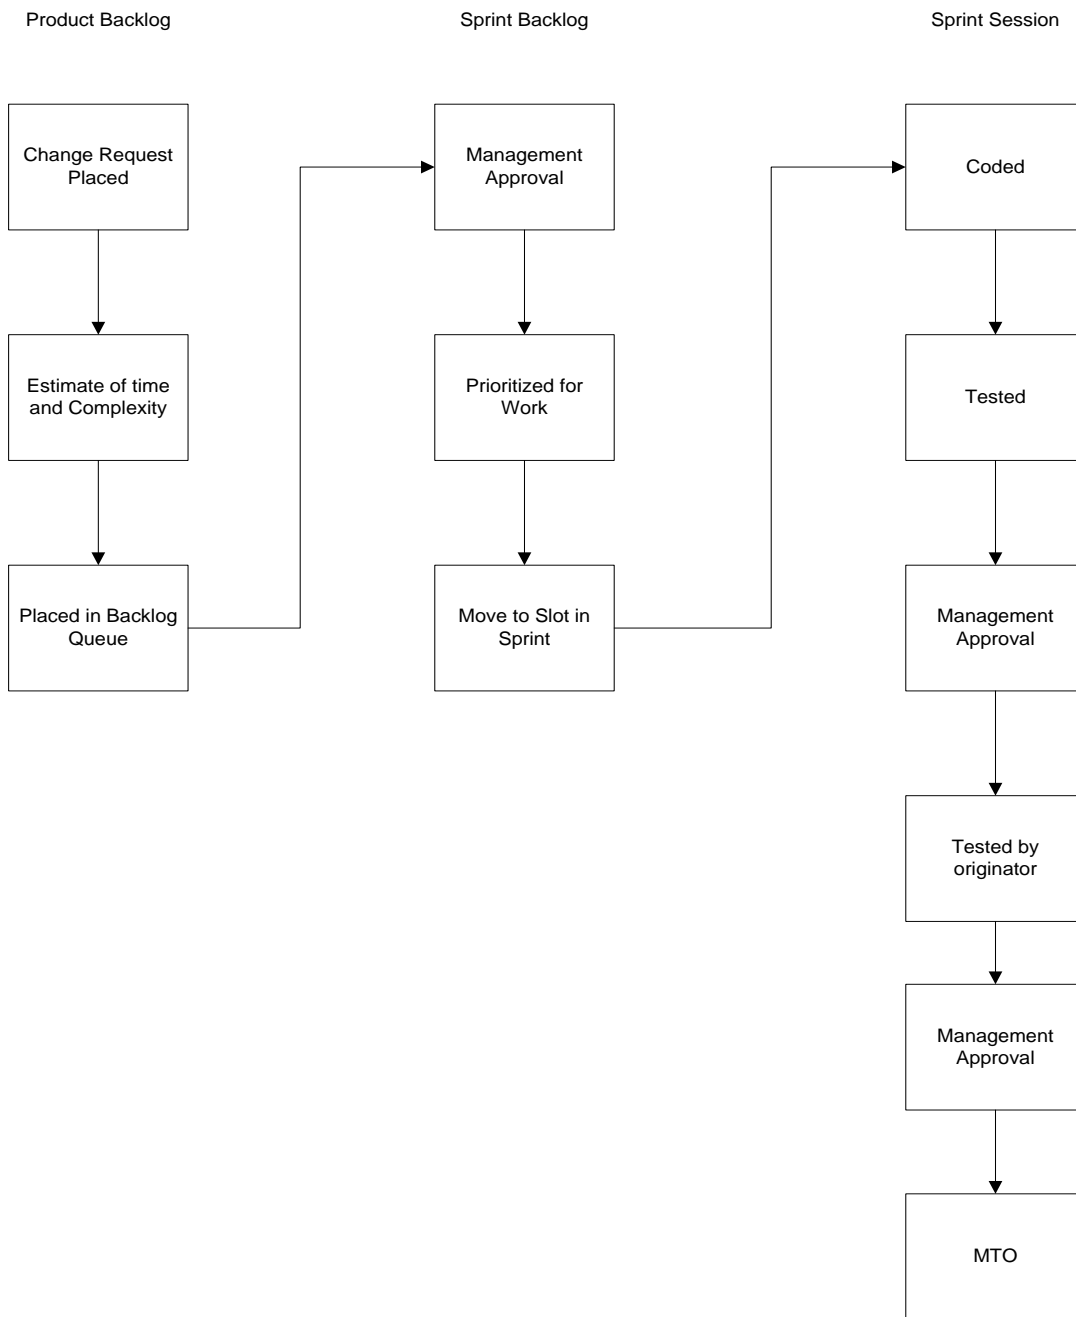 Product Backlog
Sprint Backlog
Sprint Session
Change Request
Placed
Management
Approval
Coded
Estimate of time
and Complexity
Prioritized for
Work
Tested
Placed in Backlog
Queue
Move to Slot in
Sprint
Management
Approval
Tested by
originator
Management
Approval
MTO